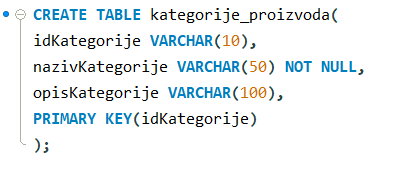 CREATE TABLE kategorije_proizvoda(
idKategorije VARCHAR(10),
nazivKategorije VARCHAR(50) NOT NULL,
opisKategorije VARCHAR(100),
PRIMARY KEY(idKategorije)
);